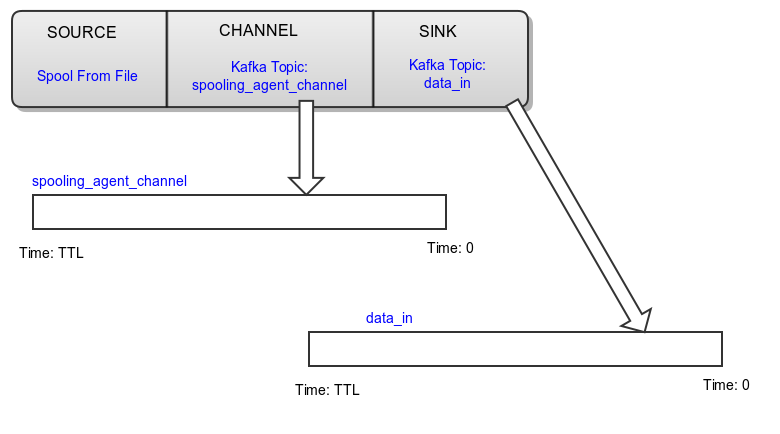 SOURCE
Spool From File
CHANNEL
Kafka Topic:
spooling_agent_channel
SINK
Kafka Topic:
data_in
spooling_agent_channel
Time: TTL
Time: 0
data_in
Time: TTL
Time: 0